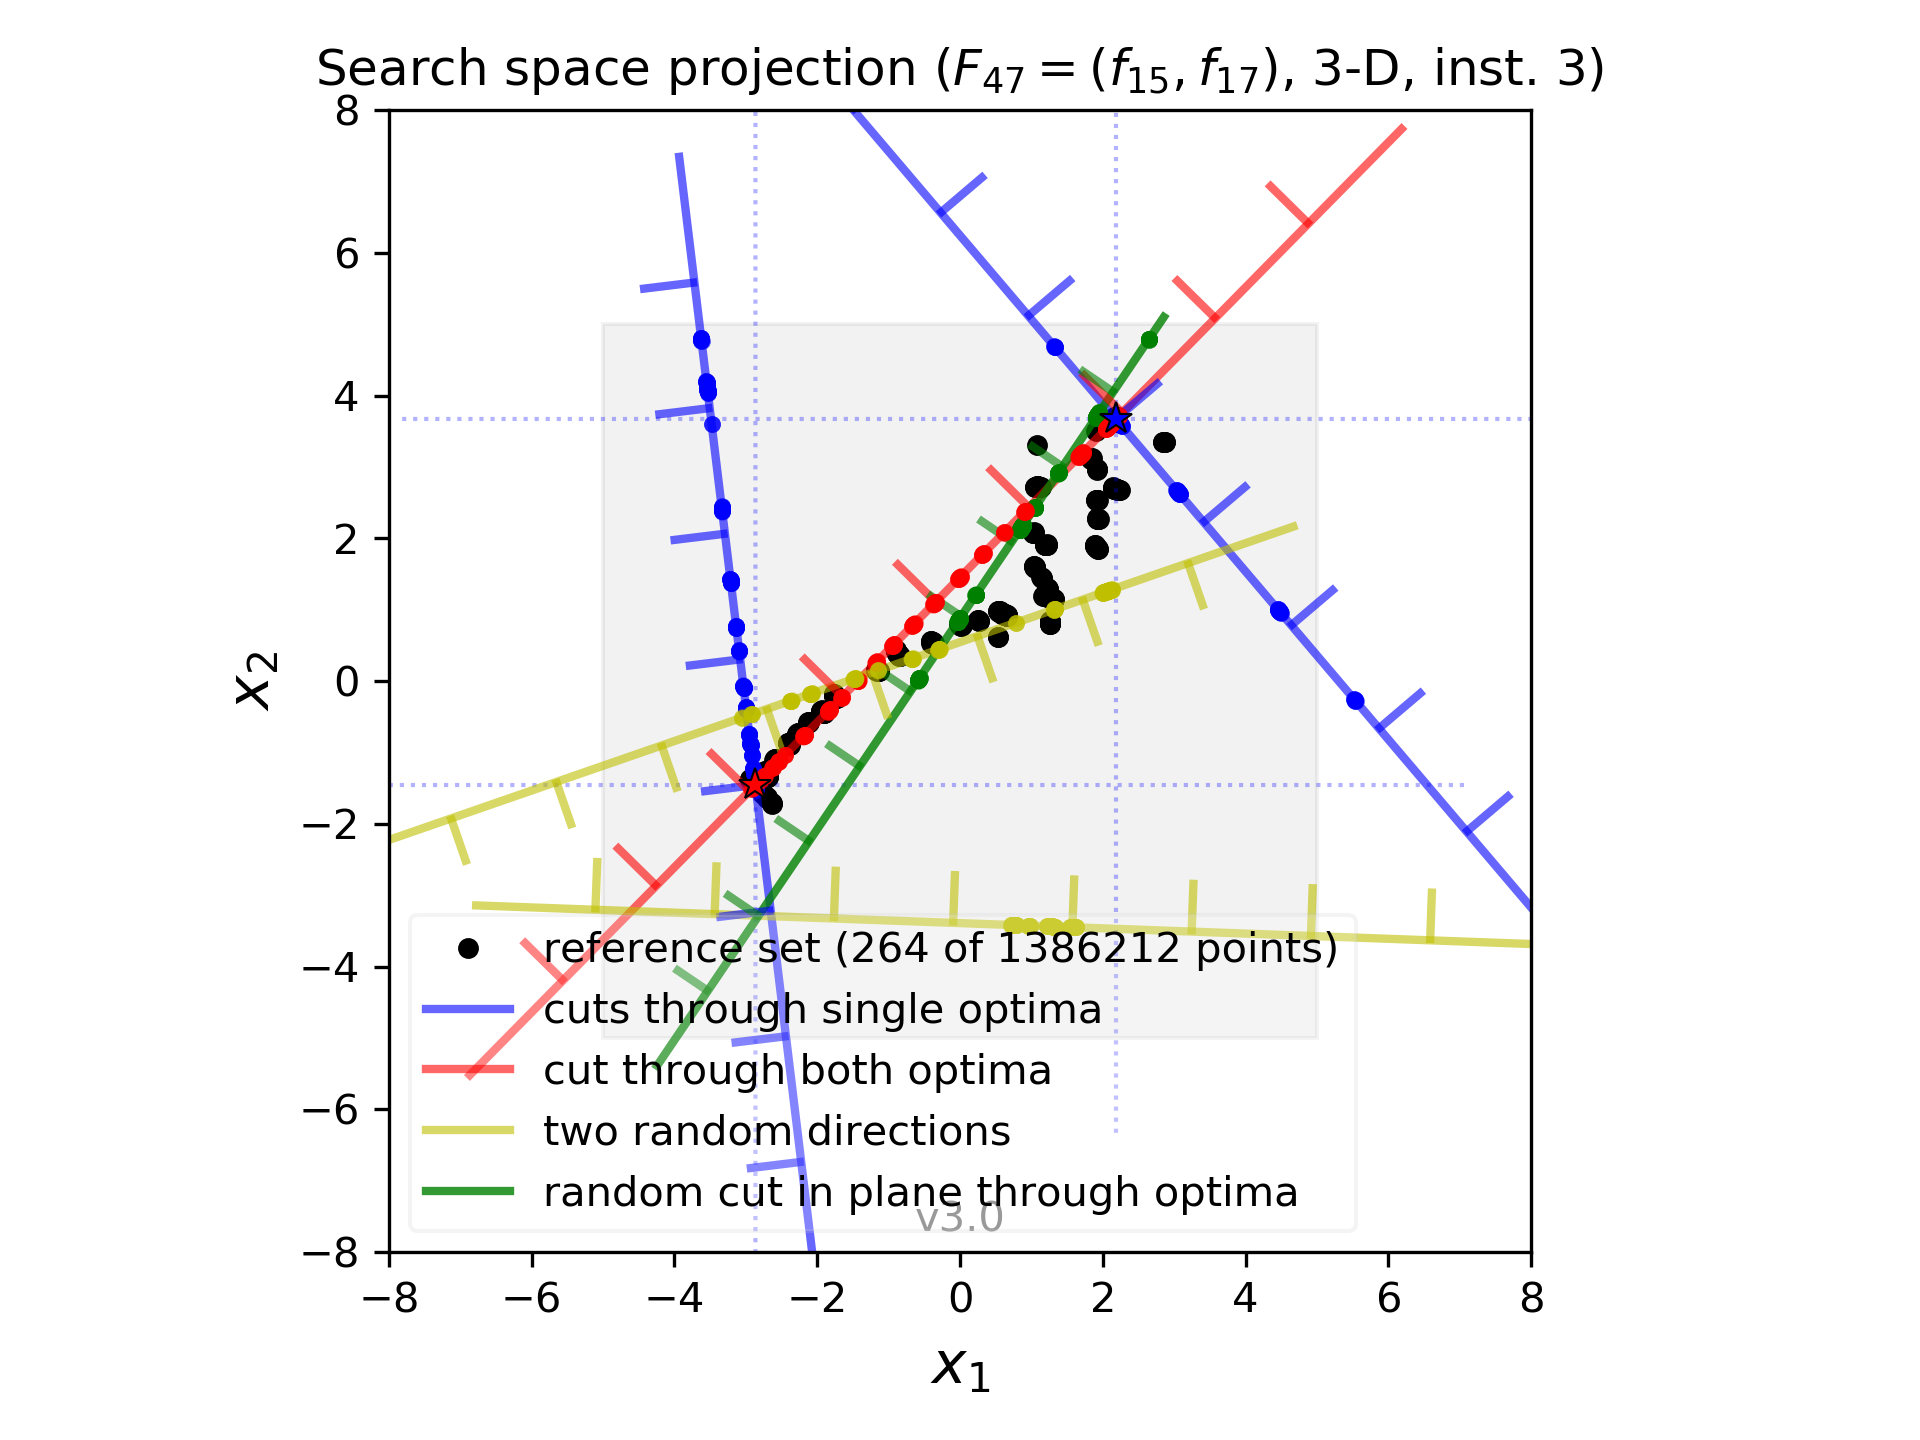 Search space projection (F₄₇ = (f₁₅, f₁₇), 3-D, inst. 3)
8
6
4
2
0
−2
−4
−6
−8
x₂
reference set (264 of 1386212 points)
cuts through single optima
cut through both optima
two random directions
random cut in plane through optima
v3.0
−8 −6 −4 −2 0 2 4 6 8
x₁